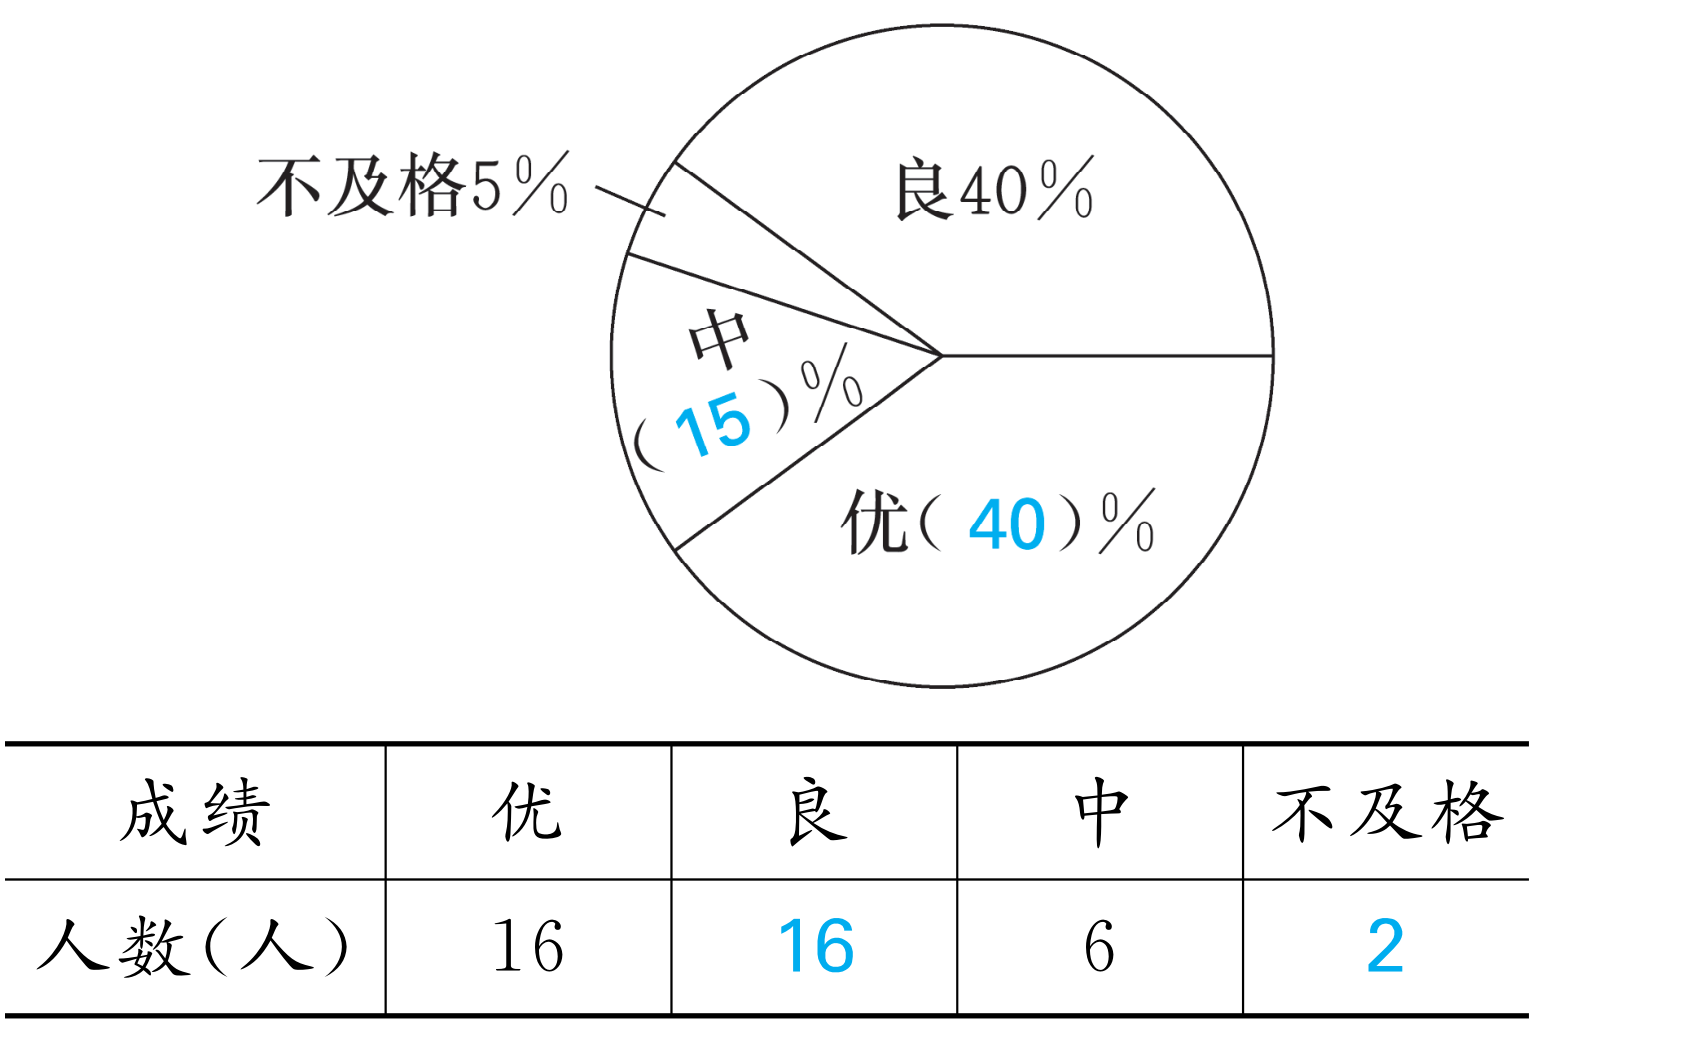 良40%
不及格5%
中
(15)%
优(40)%
成绩 优 良 中 不及格
人数(人) 16 16 6 2